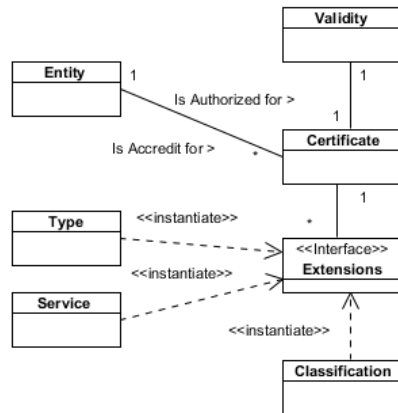 Validity
Entity
1
1
Is Authorized for >
1
Is Accredit for >
*
Certificate
1
Type
<<instantiate>>
*
<<Interface>>
Extensions
<<instantiate>>
Service
<<instantiate>>
Classification